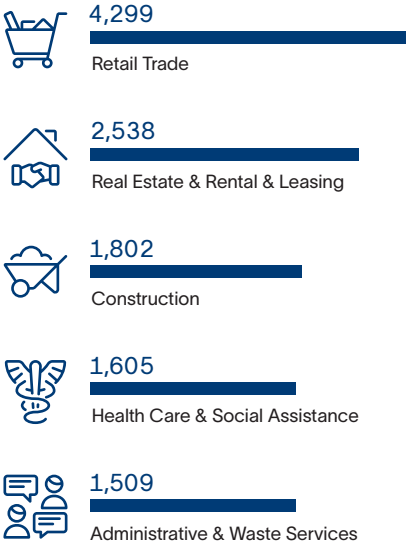 4,299
Retail Trade
2,538
Real Estate & Rental & Leasing
1,802
Construction
1,605
Health Care & Social Assistance
1,509
Administrative & Waste Services